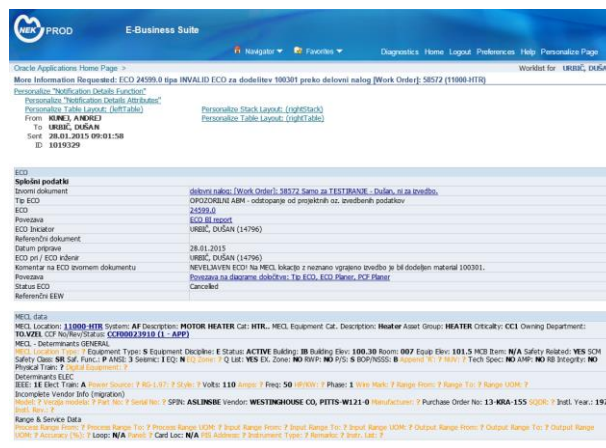 NEK PROD E-Business Suite
Navigator Favorites Diagnostics Home Logout Preferences Help Personalize Page
Oracle Applications Home Page > Worklist for URBIČ, DUŠA
More Information Requested: ECO 24599.0 tipa INVALID ECO za dodelitev 100301 preko delovni nalog [Work Order]: 58572 (11000-HTR)
Personalize "Notification Details Function"
Personalize "Notification Details Attributes"
Personalize Table Layout: (leftTable) Personalize Stack Layout: (rightStack)
From KUNEJ, ANDREJ Personalize Table Layout: (rightTable)
To URBIČ, DUŠAN
Sent 28.01.2015 09:01:58
ID 1019329
ECO
Splošni podatki
Izvorni dokument delovni nalog: [Work Order]: 58572 Samo za TESTIRANJE - Dušan, ni za izvedbo.
Tip ECO OPOZORILNI ABM - odstopanje od projektnih oz. izvedbenih podatkov
ECO 24599.0
Povezava ECO BI report
ECO Iniciator URBIČ, DUŠAN (14796)
Referenčni dokument
Datum priprave 28.01.2015
ECO pri / ECO inženir URBIČ, DUŠAN (14796)
Komentar na ECO izvornem dokumentu NEVELJAVEN ECO! Na MECL lokacijo z neznano vgrajeno izvedbo je bil dodeljen material 100301.
Povezava Povezava na diagrame določitve: Tip ECO, ECO Planer, PCF Planer
Status ECO Cancelled
Referenčni EEW
MECL data
MECL Location: 11000-HTR System: AF Description: MOTOR HEATER Cat: HTR.. MECL Equipment Cat. Description: Heater Asset Group: HEATER Criticality: CC1 Owning Department:
TO.VZEL CCF No/Rev/Status: CCF00023910 (1 - APP)
MECL - Determinants GENERAL
MECL Location Type: ? Equipment Type: S Equipment Discipline: E Status: ACTIVE Building: IB Building Elev: 100.30 Room: 007 Equip Elev: 101.5 MCB Item: N/A Safety Related: YES SCM
Safety Class: SR Saf. Func.: P ANSI: 3 Seismic: I EQ: N EQ Zone: ? Q List: YES EX. Zone: NO RWP: NO P/S: S BOP/NSSS: B Append 'R': ? NUV: ? Tech Spec: NO AMP: NO RB Integrity: NO
Physical Train: ? Digital Equipment: ?
Determinants ELEC
IEEE: 1E Elect Train: A Power Source: ? RG-1.97: ? Style: ? Volts: 110 Amps: ? Freq: 50 HP/KW: ? Phase: 1 Wire Mark: ? Range From: ? Range To: ? Range UOM: ?
Incomplete Vendor Info (migration)
Model: ? Verzija modela: ? Part No: ? Serial No: ? SPIN: ASLINSBE Vendor: WESTINGHOUSE CO, PITTS-W121-0 Manufacturer: ? Purchase Order No: 13-KRA-155 SQDR: ? Instl. Year.: 197
Instl. Rev.: ?
Range & Service Data
Process Range From: ? Process Range To: ? Process Range UOM: ? Input Range From: ? Input Range To: ? Input Range UOM: ? Output Range From: ? Output Range To: ? Output Range
UOM: ? Accuracy (%): ? Loop: N/A Panel: ? Card Loc: N/A PIS Address: ? Instrument Type: ? Remarks: ? Instr. List: ?